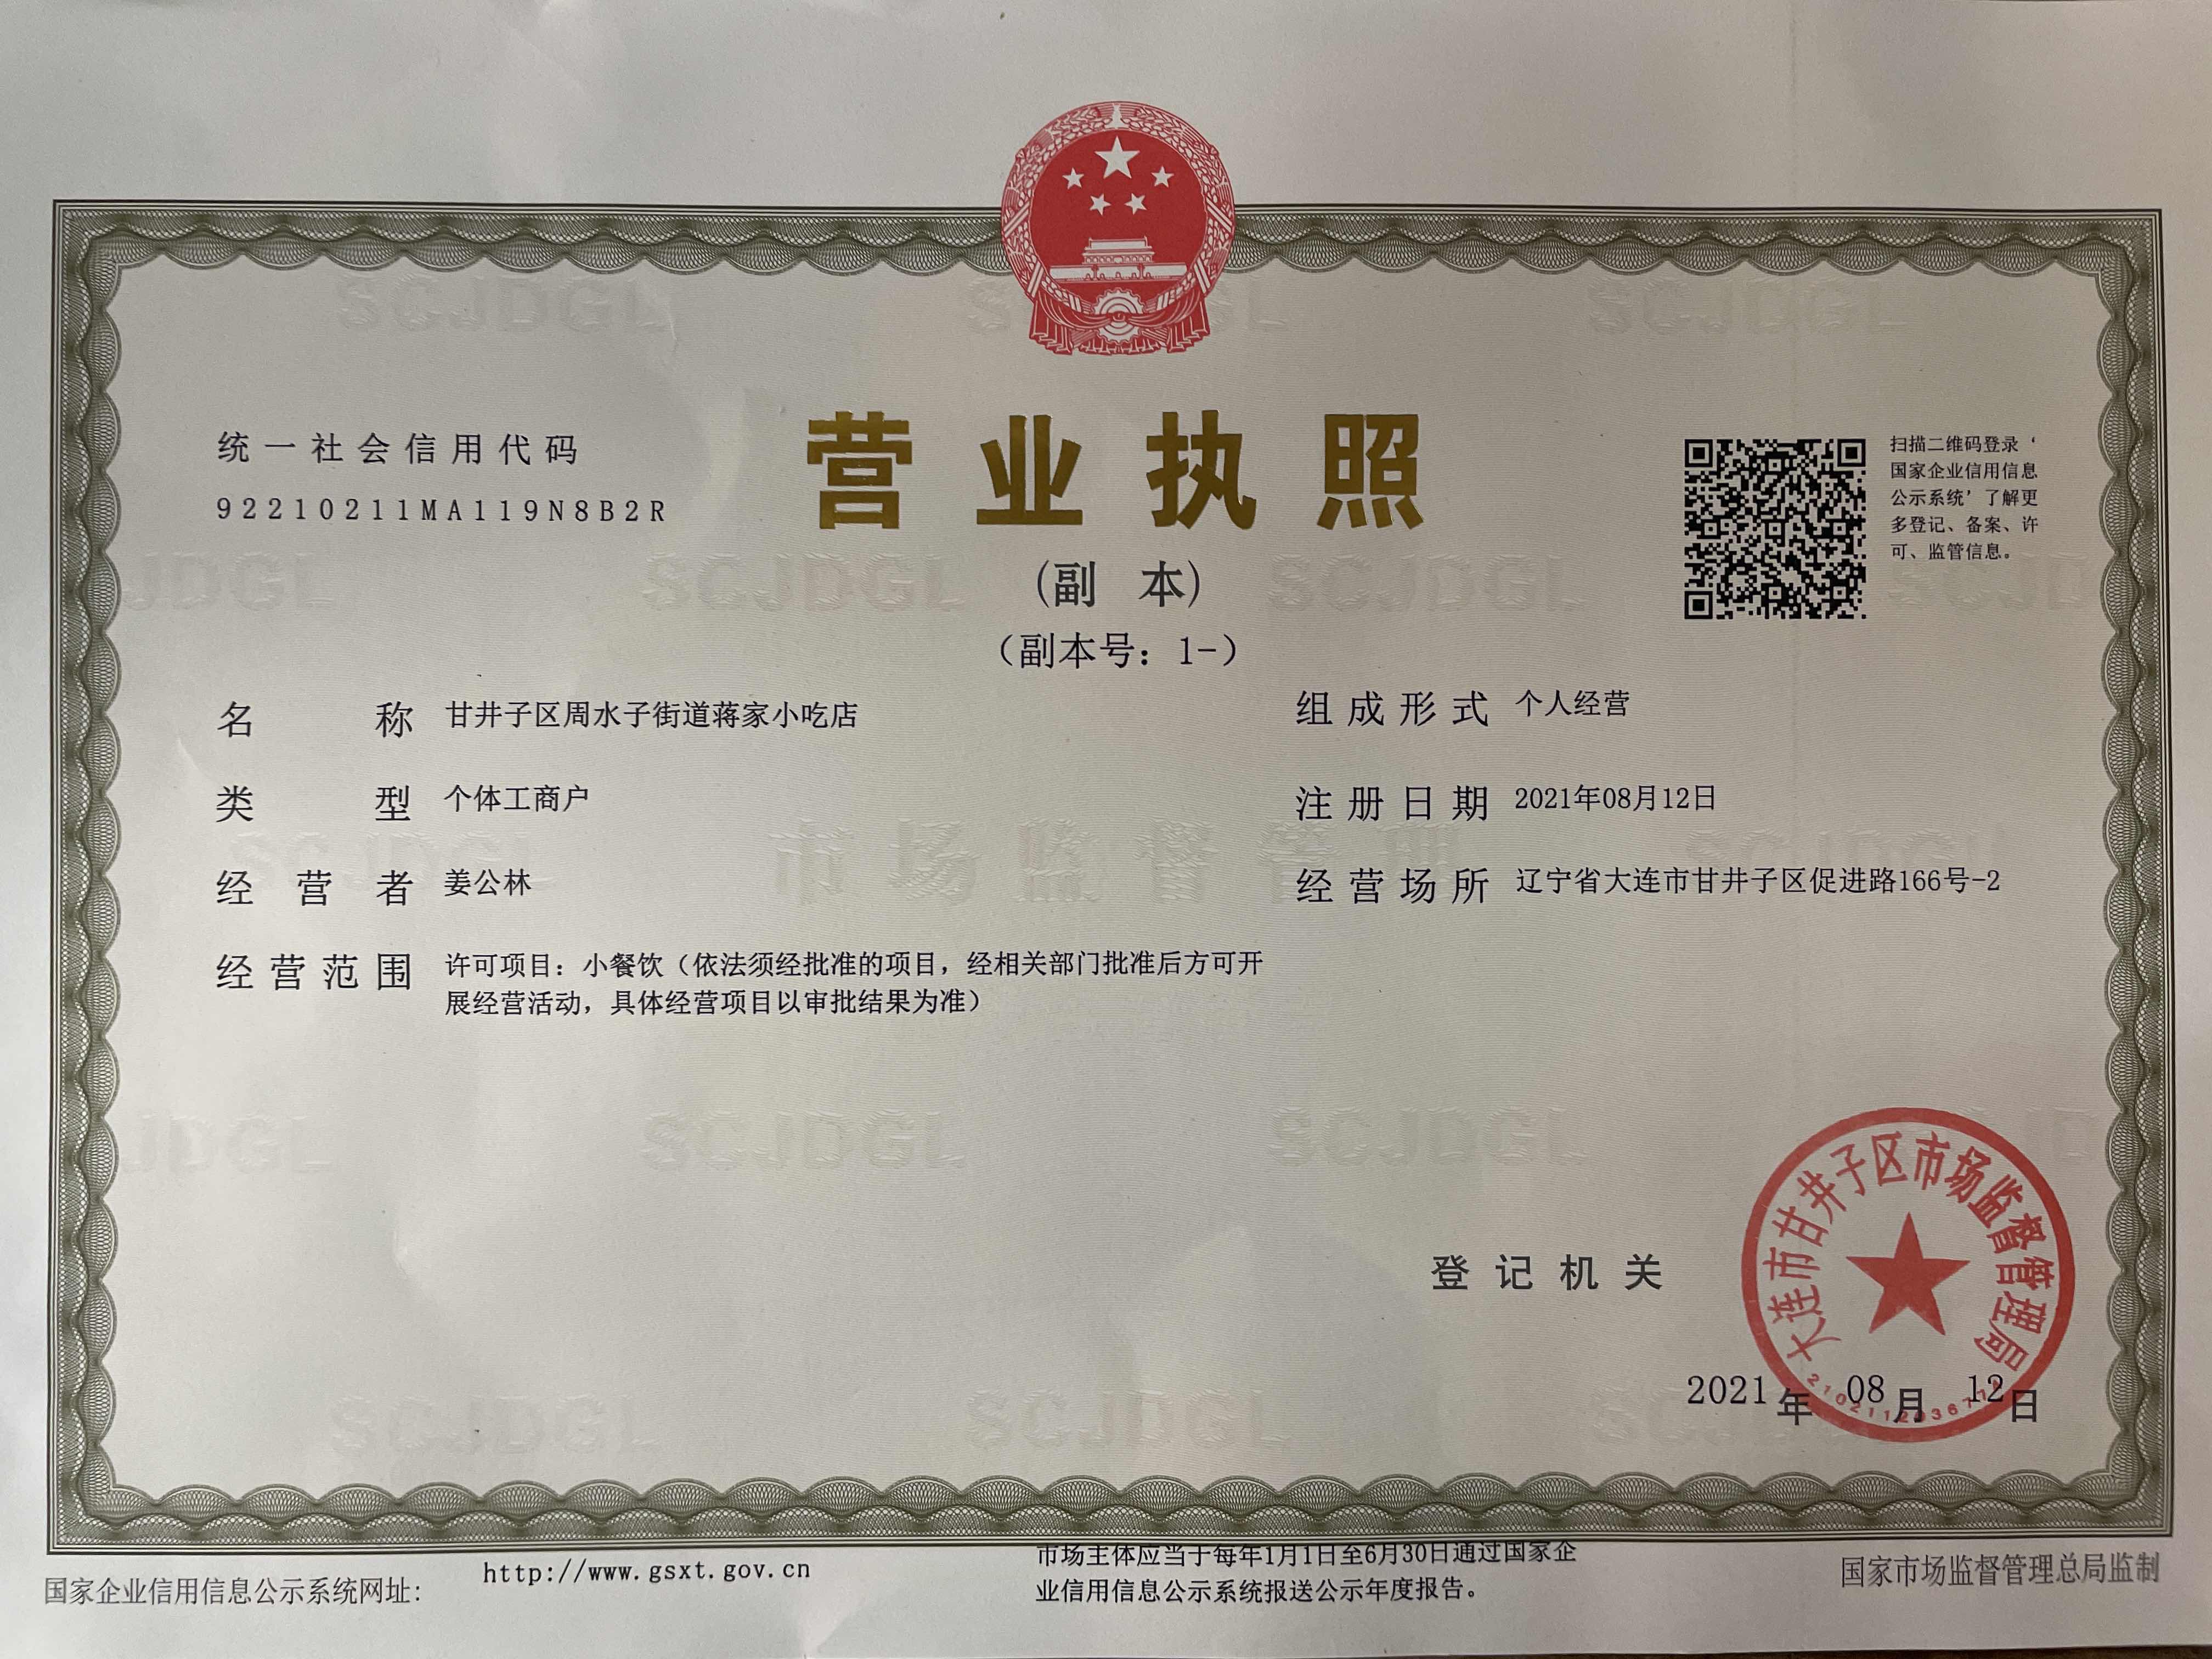 统一社会信用代码
92210211MA119N8B2R
营业执照
(副 本)
（副本号：1-）
扫描二维码登录‘
国家企业信用信息
公示系统’了解更
多登记、备案、许
可、监管信息。
名 称 甘井子区周水子街道蒋家小吃店
类 型 个体工商户
经 营 者 姜公林
经营范围 许可项目：小餐饮（依法须经批准的项目，经相关部门批准后方可开
展经营活动，具体经营项目以审批结果为准）
组成形式 个人经营
注册日期 2021年08月12日
经营场所 辽宁省大连市甘井子区促进路166号-2
登记机关
大连市甘井子区市场监督管理局
2021年08月12日
国家企业信用信息公示系统网址：
http://www.gsxt.gov.cn
市场主体应当于每年1月1日至6月30日通过国家企
业信用信息公示系统报送公示年度报告。
国家市场监督管理总局监制
SCJDGL
市场监督管理